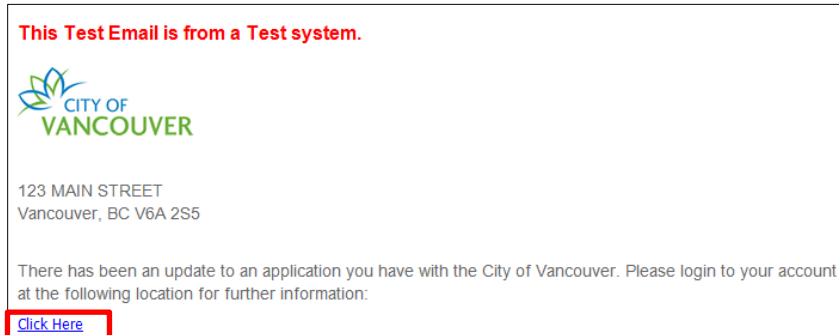 This Test Email is from a Test system.
CITY OF
VANCOUVER
123 MAIN STREET
Vancouver, BC V6A 2S5
There has been an update to an application you have with the City of Vancouver. Please login to your account
at the following location for further information:
Click Here